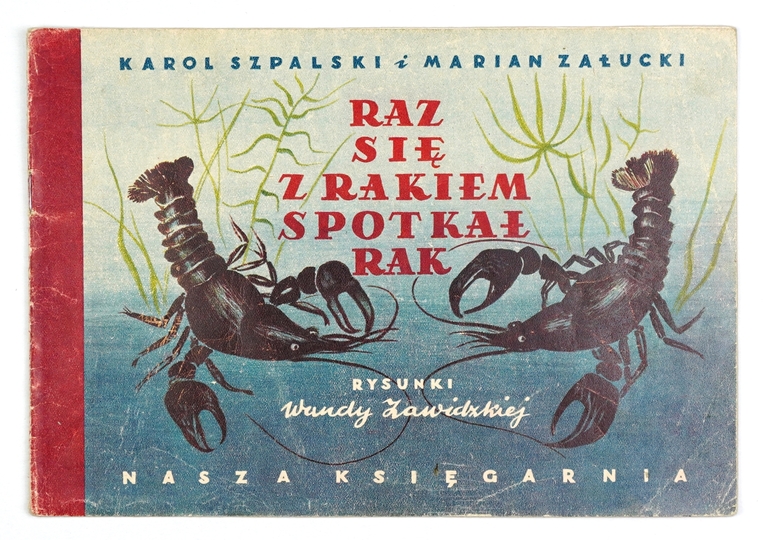 KAROL SZPALSKI i MARIAN ZAŁUCKI
RAZ
SIĘ
Z RAKIEM
SPOTKAŁ
RAK
RYSUNKI
Wandy Zawidzkiej
NASZA KSIĘGARNIA